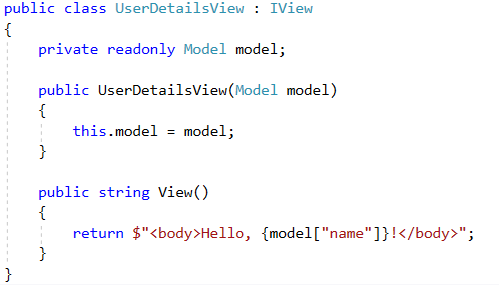 public class UserDetailsView : IView
{
    private readonly Model model;
    public UserDetailsView(Model model)
    {
        this.model = model;
    }
    public string View()
    {
        return $"<body>Hello, {model["name"]}!</body>";
    }
}